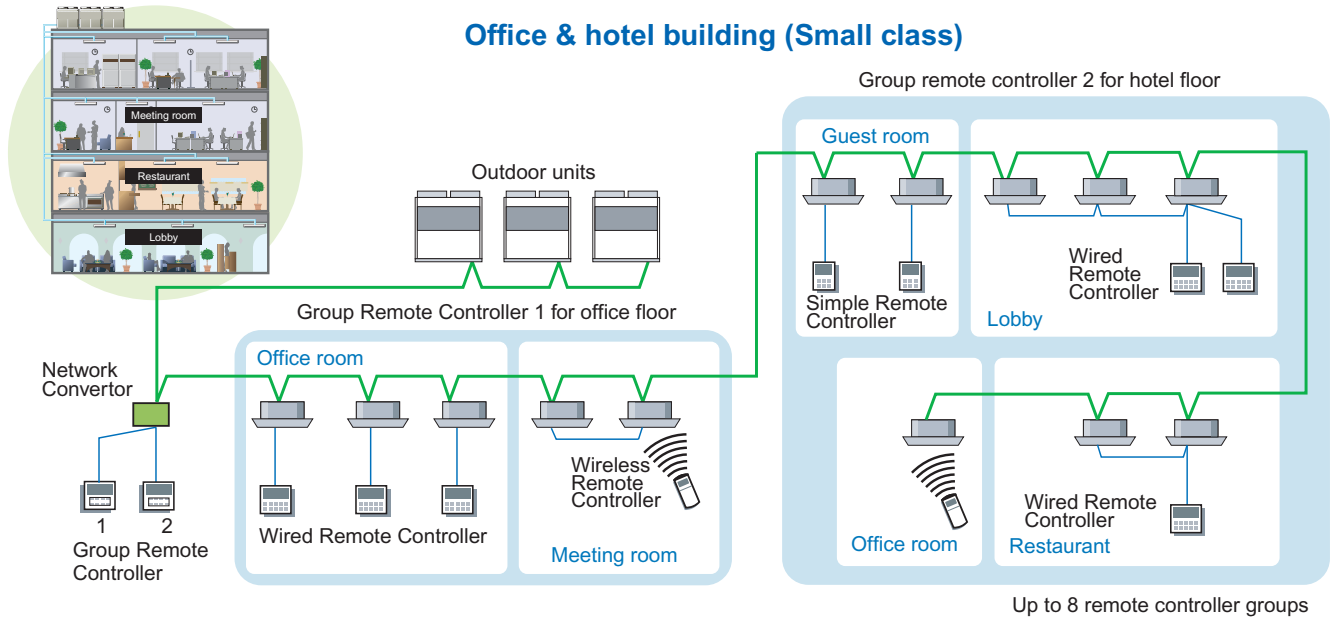 Office & hotel building (Small class)
Meeting room
Restaurant
Lobby
Outdoor units
Group Remote Controller 1 for office floor
Network
Convertor
1
2
Group Remote
Controller
Office room
Wired Remote Controller
Wireless
Remote
Controller
Meeting room
Group remote controller 2 for hotel floor
Guest room
Simple Remote
Controller
Wired
Remote
Controller
Lobby
Office room
Wired Remote
Controller
Restaurant
Up to 8 remote controller groups